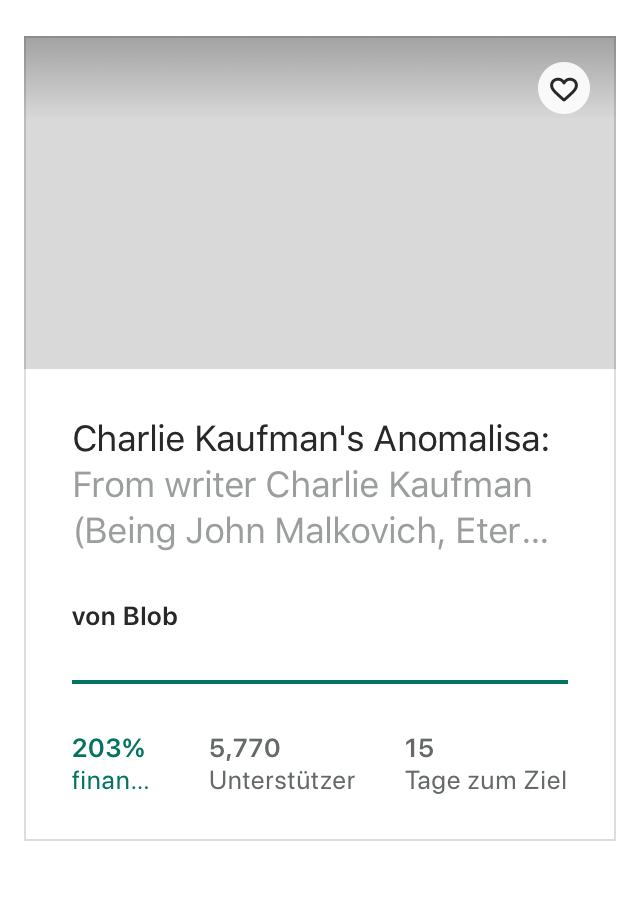 Charlie Kaufman's Anomalisa:
From writer Charlie Kaufman
(Being John Malkovich, Eter…
von Blob
203% 5,770 15
finan… Unterstützer Tage zum Ziel